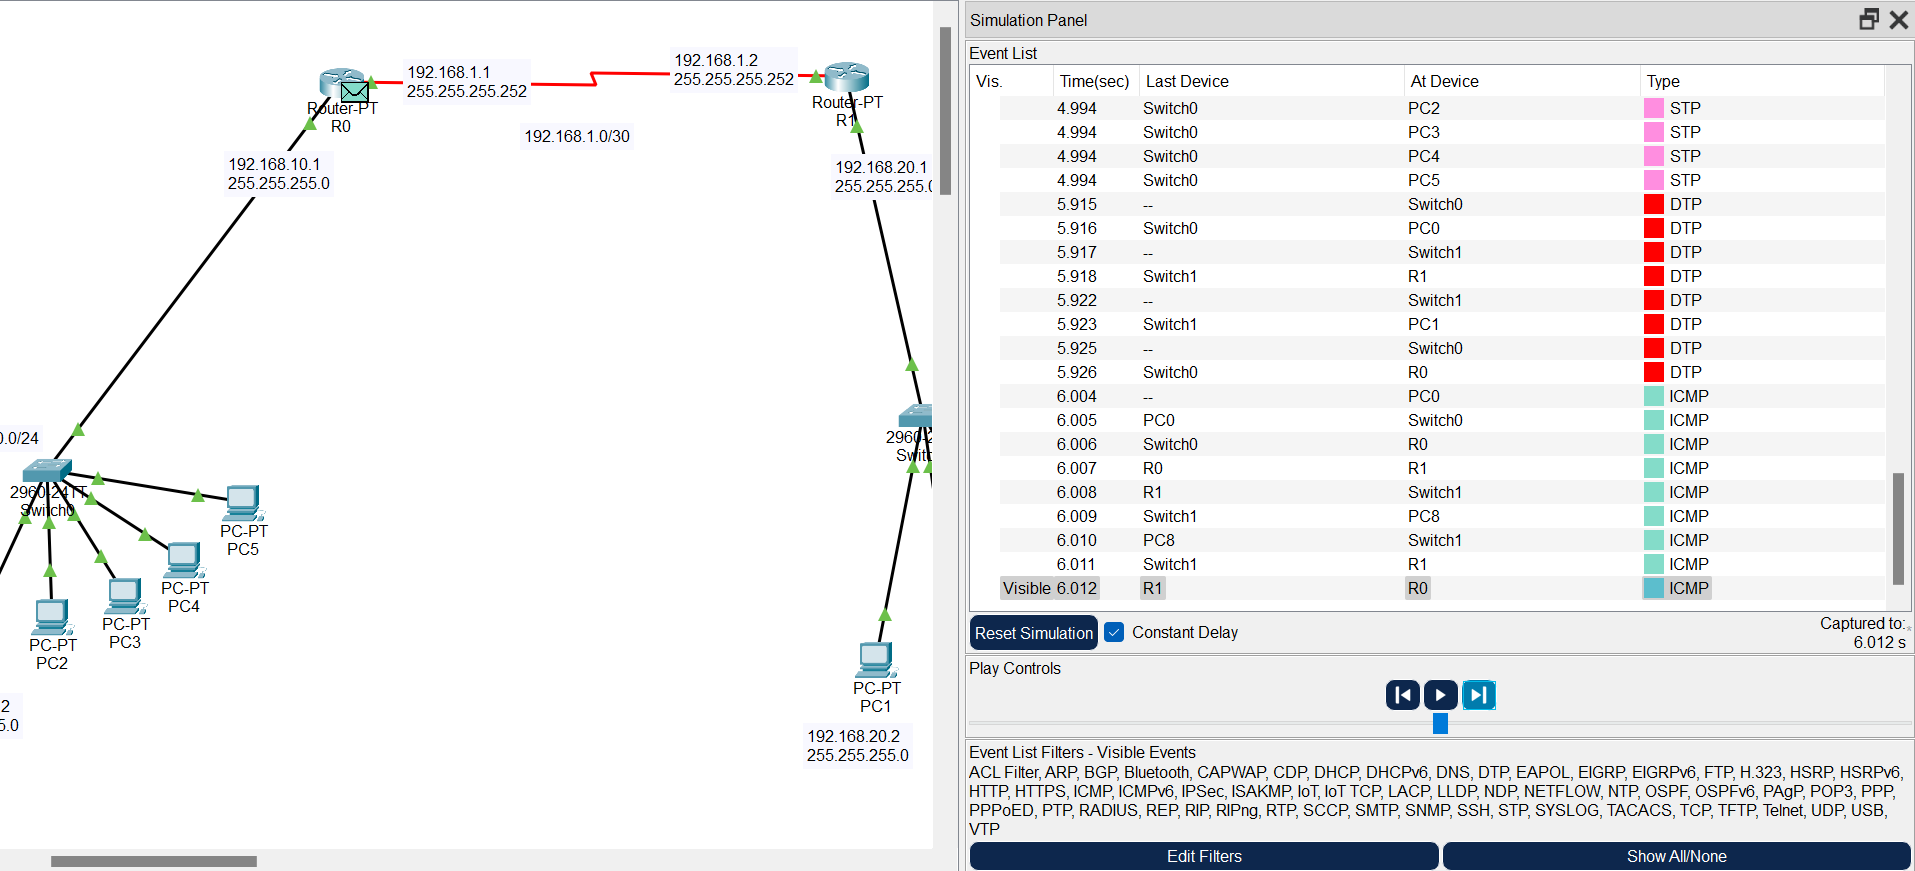 192.168.1.1
255.255.255.252
192.168.1.2
255.255.255.252
Router-PT
R0
Router-PT
R1
192.168.1.0/30
192.168.10.1
255.255.255.0
192.168.20.1
255.255.255.0
0.0/24
2960-24TT
Switch0
PC-PT
PC5
PC-PT
PC4
PC-PT
PC3
PC-PT
PC2
2
5.0
2960-2
Switc
PC-PT
PC1
192.168.20.2
255.255.255.0
Simulation Panel
Event List
Vis. Time(sec) Last Device At Device Type
4.994 Switch0 PC2 STP
4.994 Switch0 PC3 STP
4.994 Switch0 PC4 STP
4.994 Switch0 PC5 STP
5.915 -- Switch0 DTP
5.916 Switch0 PC0 DTP
5.917 -- Switch1 DTP
5.918 Switch1 R1 DTP
5.922 -- Switch1 DTP
5.923 Switch1 PC1 DTP
5.925 -- Switch0 DTP
5.926 Switch0 R0 DTP
6.004 -- PC0 ICMP
6.005 PC0 Switch0 ICMP
6.006 Switch0 R0 ICMP
6.007 R0 R1 ICMP
6.008 R1 Switch1 ICMP
6.009 Switch1 PC8 ICMP
6.010 PC8 Switch1 ICMP
6.011 Switch1 R1 ICMP
Visible 6.012 R1 R0 ICMP
Reset Simulation Constant Delay
Captured to:
6.012 s
Play Controls
Event List Filters - Visible Events
ACL Filter, ARP, BGP, Bluetooth, CAPWAP, CDP, DHCP, DHCPv6, DNS, DTP, EAPOL, EIGRP, EIGRPv6, FTP, H.323, HSRP, HSRPv6,
HTTP, HTTPS, ICMP, ICMPv6, IPSec, ISAKMP, IoT, IoT TCP, LACP, LLDP, NDP, NETFLOW, NTP, OSPF, OSPFv6, PAgP, POP3, PPP,
PPPoED, PTP, RADIUS, REP, RIP, RIPng, RTP, SCCP, SMTP, SNMP, SSH, STP, SYSLOG, TACACS, TCP, TFTP, Telnet, UDP, USB,
VTP
Edit Filters
Show All/None